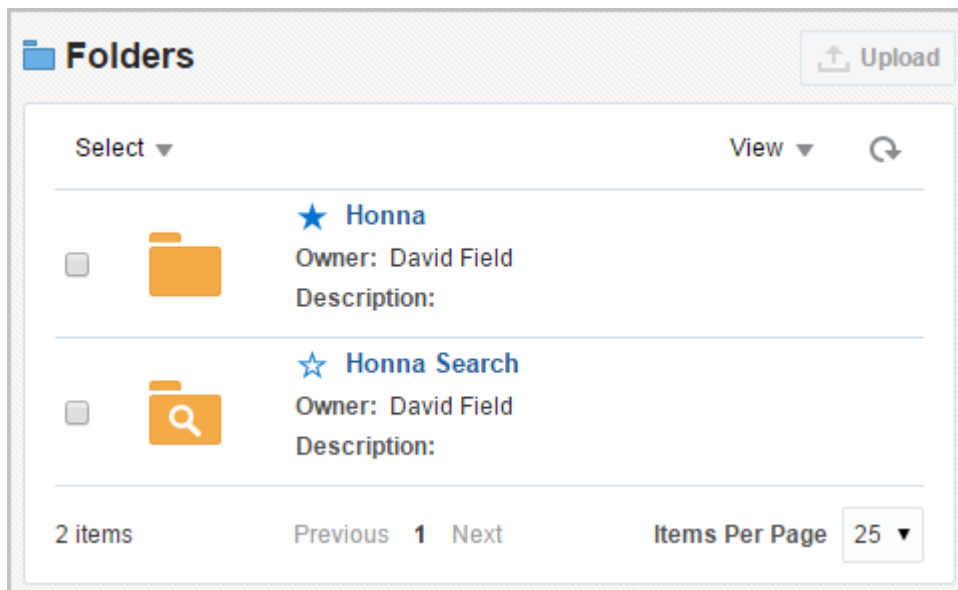 Folders
Upload
Select
View
Honna
Owner: David Field
Description:
Honna Search
Owner: David Field
Description:
2 items
Previous 1 Next
Items Per Page 25